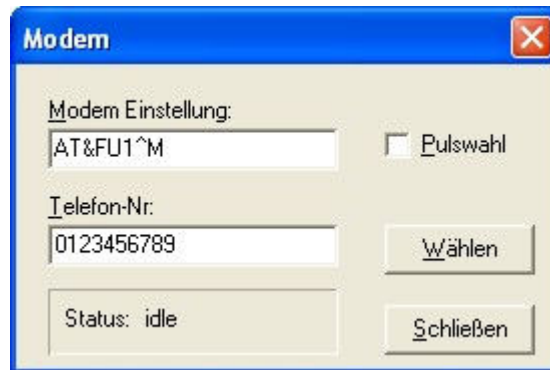 Modem
Modem Einstellung:
AT&FU1^M
Pulswahl
Telefon-Nr:
0123456789
Wählen
Status: idle
Schließen